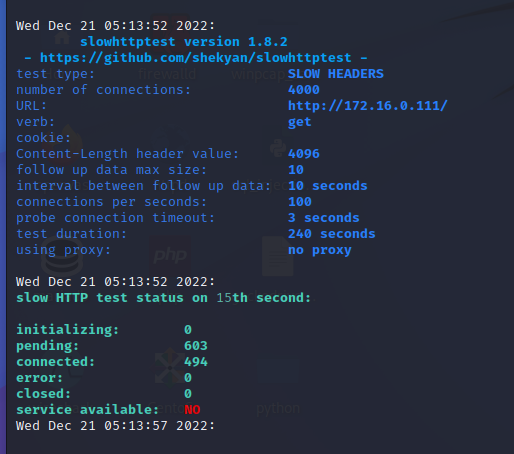 Wed Dec 21 05:13:52 2022:
slowhttptest version 1.8.2
- https://github.com/shekyan/slowhttptest -
test type: SLOW HEADERS
number of connections: 4000
URL: http://172.16.0.111/
verb: get
cookie:
Content-Length header value: 4096
follow up data max size: 10
interval between follow up data: 10 seconds
connections per seconds: 100
probe connection timeout: 3 seconds
test duration: 240 seconds
using proxy: no proxy
Wed Dec 21 05:13:52 2022:
slow HTTP test status on 15th second:
initializing: 0
pending: 603
connected: 494
error: 0
closed: 0
service available: NO
Wed Dec 21 05:13:57 2022:
php
python